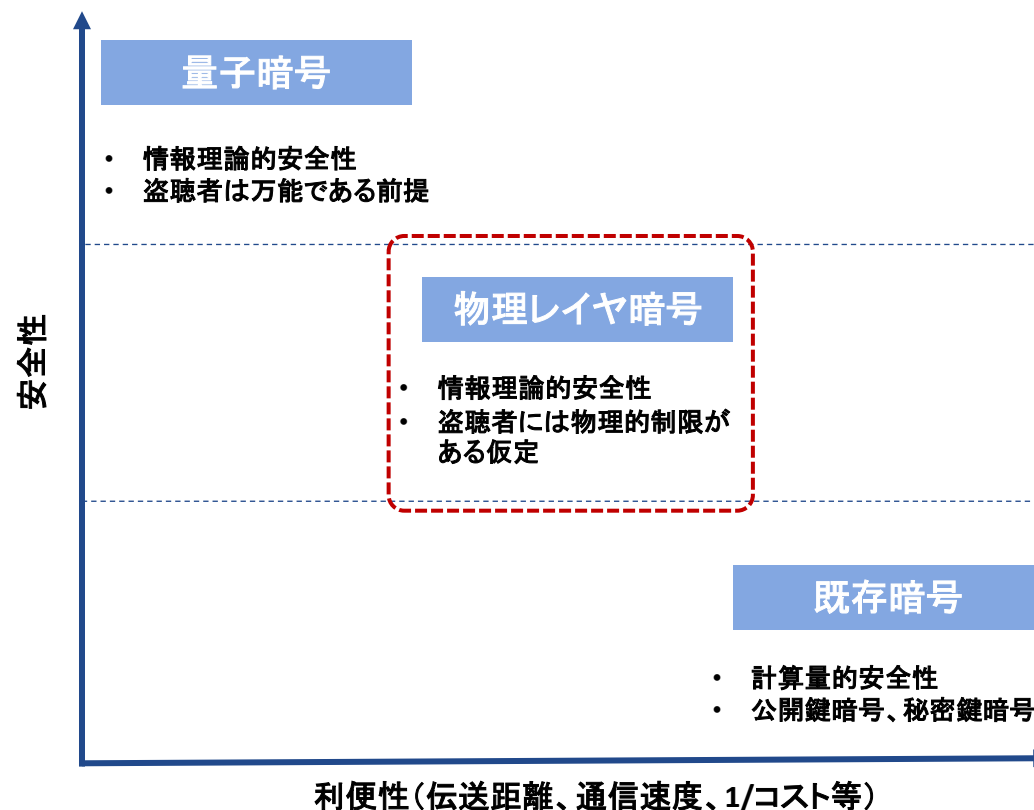 量子暗号
• 情報理論的安全性
• 盗聴者は万能である前提
安全性
物理レイヤ暗号
• 情報理論的安全性
• 盗聴者には物理的制限が
ある仮定
既存暗号
• 計算量的安全性
• 公開鍵暗号、秘密鍵暗号
利便性(伝送距離、通信速度、1/コスト等)